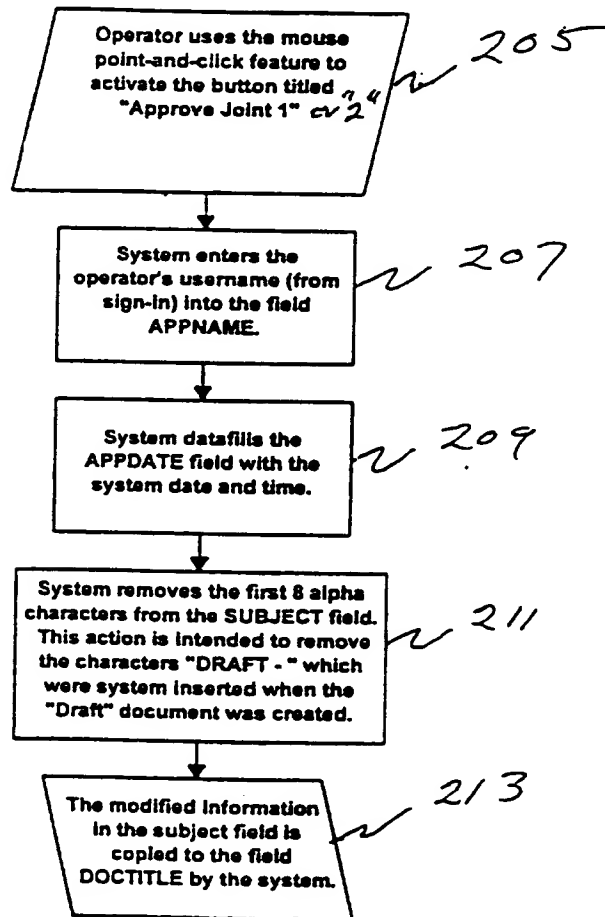 Operator uses the mouse
point-and-click feature to
activate the button titled
"Approve Joint 1" or "2"
205
System enters the
operator's username (from
sign-in) into the field
APPNAME.
207
System datafills the
APPDATE field with the
system date and time.
209
System removes the first 8 alpha
characters from the SUBJECT field.
This action is intended to remove
the characters "DRAFT - " which
were system inserted when the
"Draft" document was created.
211
The modified information
in the subject field is
copied to the field
DOCTITLE by the system.
213